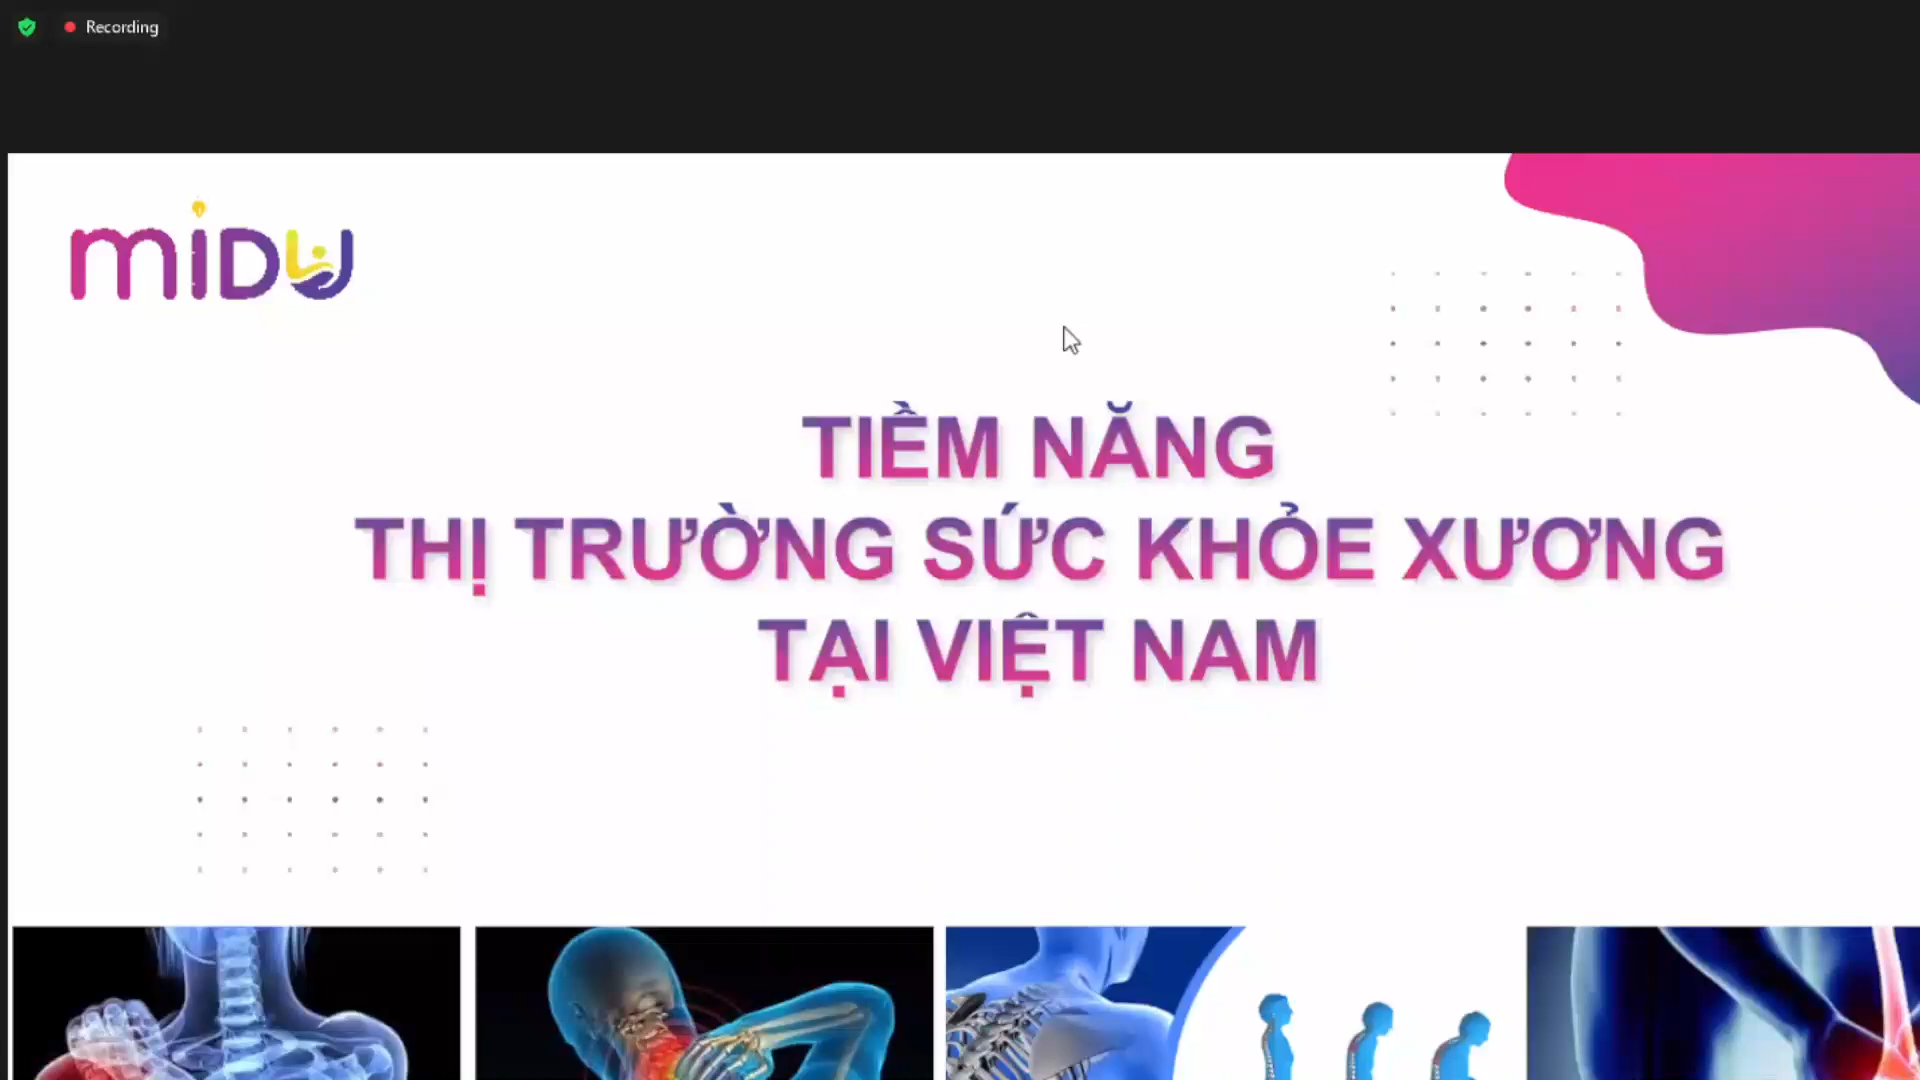 Recording
miDU
TIỀM NĂNG
THỊ TRƯỜNG SỨC KHỎE XƯƠNG
TẠI VIỆT NAM